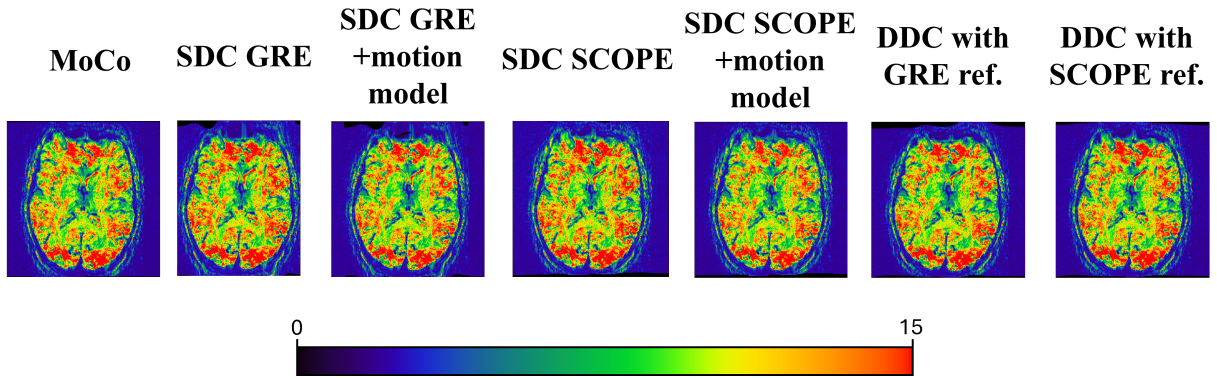 MoCo
SDC GRE
SDC GRE
+motion
model
SDC SCOPE
SDC SCOPE
+motion
model
DDC with
GRE ref.
DDC with
SCOPE ref.
0
15